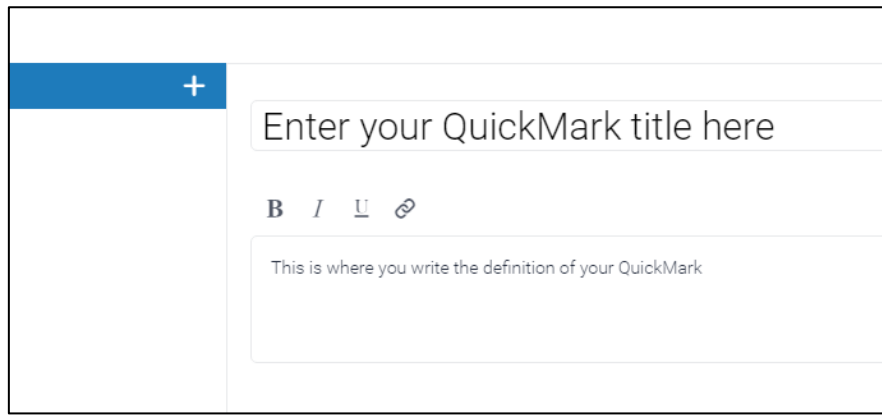 +
Enter your QuickMark title here
B I U
This is where you write the definition of your QuickMark